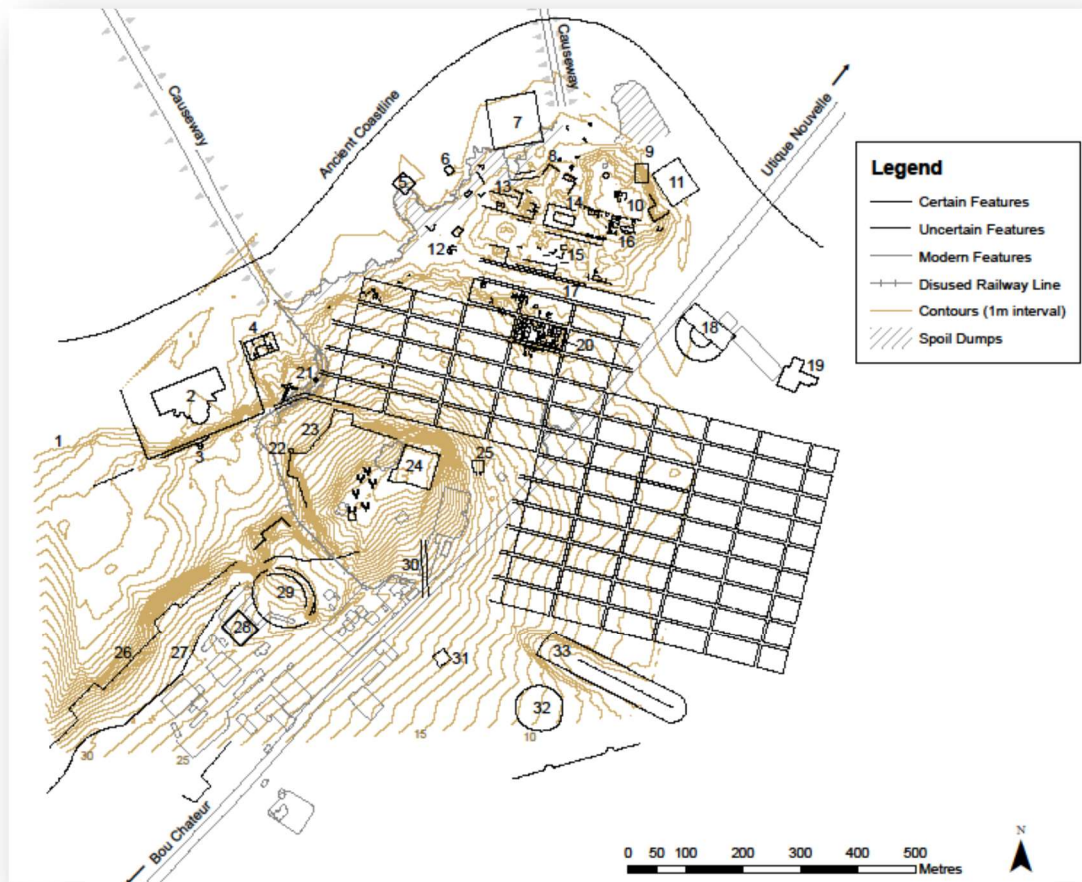 Causeway
Causeway
Ancient Coastline
Utique Nouvelle
Bou Chateur
1
2
3
4
5
6
7
8
9
10
11
12
13
14
15
16
17
18
19
20
21
22
23
24
25
26
27
28
29
30
31
32
33
30
25
15
10
Legend
Certain Features
Uncertain Features
Modern Features
Disused Railway Line
Contours (1m interval)
Spoil Dumps
0 50 100 200 300 400 500
Metres
N